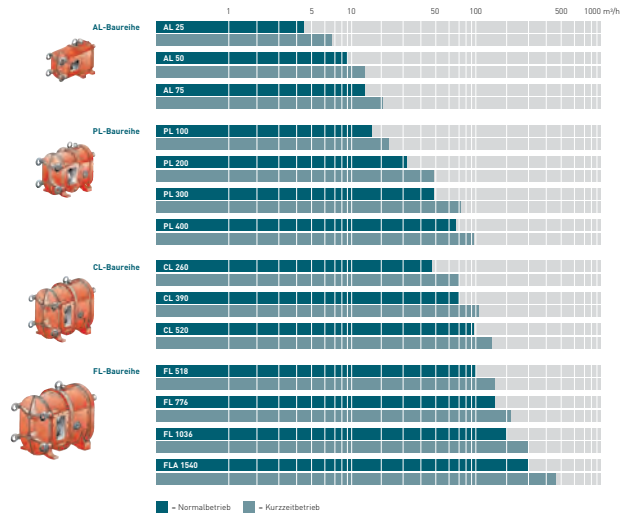 1 5 10 50 100 500 1000 m³/h
AL-Baureihe
AL 25
AL 50
AL 75
PL-Baureihe
PL 100
PL 200
PL 300
PL 400
CL-Baureihe
CL 260
CL 390
CL 520
FL-Baureihe
FL 518
FL 776
FL 1036
FLA 1540
= Normalbetrieb = Kurzzeitbetrieb